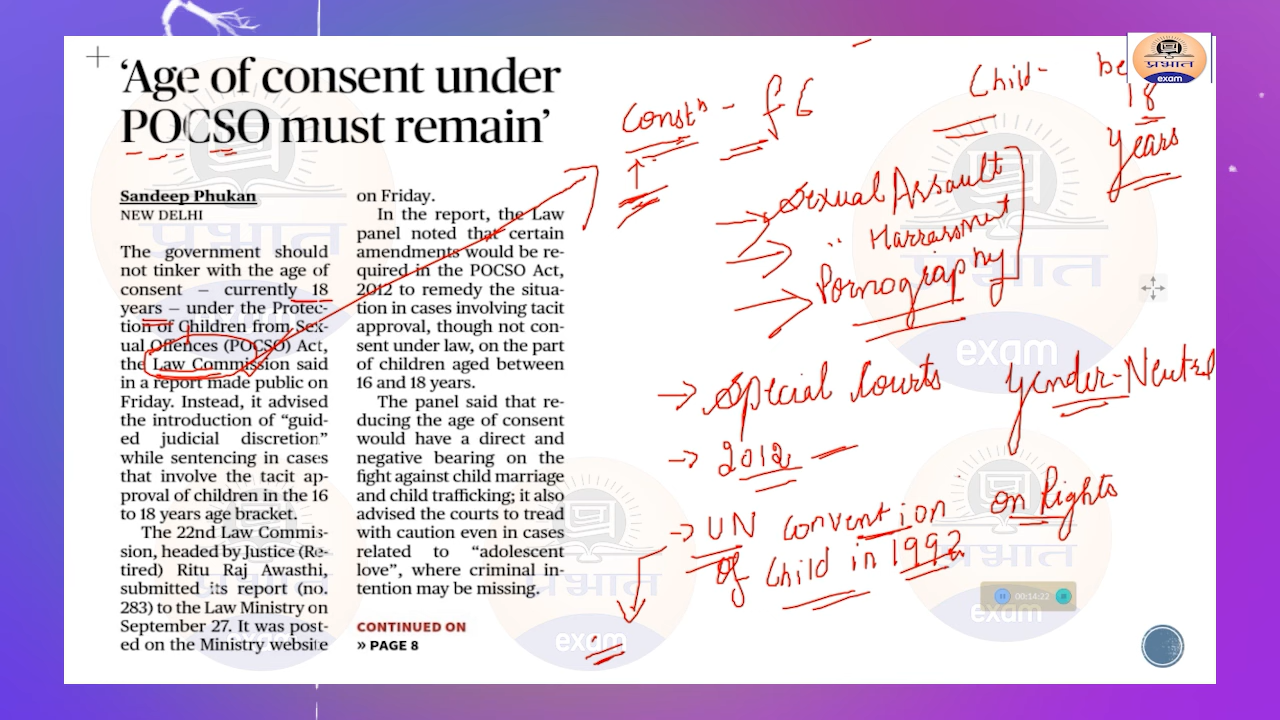 ‘Age of consent under
POCSO must remain’
Sandeep Phukan
NEW DELHI
The government should
not tinker with the age of
consent — currently 18
years — under the Protec-
tion of Children from Sex-
ual Offences (POCSO) Act,
the Law Commission said
in a report made public on
Friday. Instead, it advised
the introduction of “guid-
ed judicial discretion”
while sentencing in cases
that involve the tacit ap-
proval of children in the 16
to 18 years age bracket.
The 22nd Law Commis-
sion, headed by Justice (Re-
tired) Ritu Raj Awasthi,
submitted its report (no.
283) to the Law Ministry on
September 27. It was post-
ed on the Ministry website
on Friday.
In the report, the Law
panel noted that certain
amendments would be re-
quired in the POCSO Act,
2012 to remedy the situa-
tion in cases involving tacit
approval, though not con-
sent under law, on the part
of children aged between
16 and 18 years.
The panel said that re-
ducing the age of consent
would have a direct and
negative bearing on the
fight against child marriage
and child trafficking; it also
advised the courts to tread
with caution even in cases
related to “adolescent
love”, where criminal in-
tention may be missing.
CONTINUED ON
» PAGE 8
Constn -
Child-
18
years
→ Sexual Assault
" Harrasment
→ Pornography
→ Special Courts
Gender-Neutral
→ 2012 —
→ UN convention on Rights
of child in 1992
प्रभात
exam
प्रभात
प्रभात
exam
प्रभात
exam
प्रभात
exam
प्रभात
exam
00:14:22